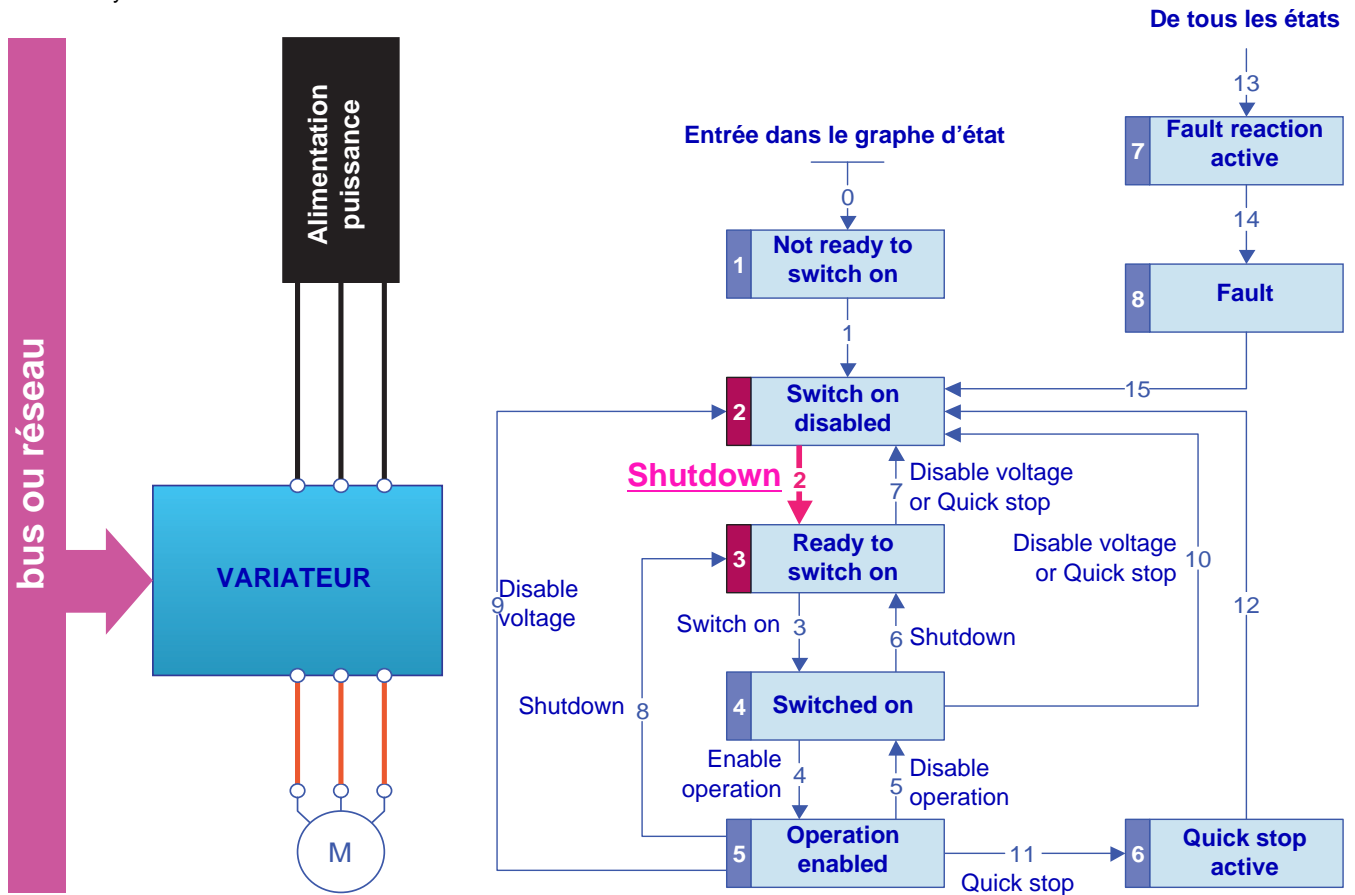 De tous les états
13
7
Fault reaction
active
14
8
Fault
15
bus ou réseau
Alimentation
puissance
VARIATEUR
M
Entrée dans le graphe d'état
0
1
Not ready to
switch on
1
2
Switch on
disabled
Shutdown
2
7
Disable voltage
or Quick stop
3
Ready to
switch on
Disable voltage
or Quick stop
10
12
9
Disable
voltage
Switch on
3
6
Shutdown
Shutdown
8
4
Switched on
Enable
operation
4
5
Disable
operation
5
Operation
enabled
11
Quick stop
6
Quick stop
active